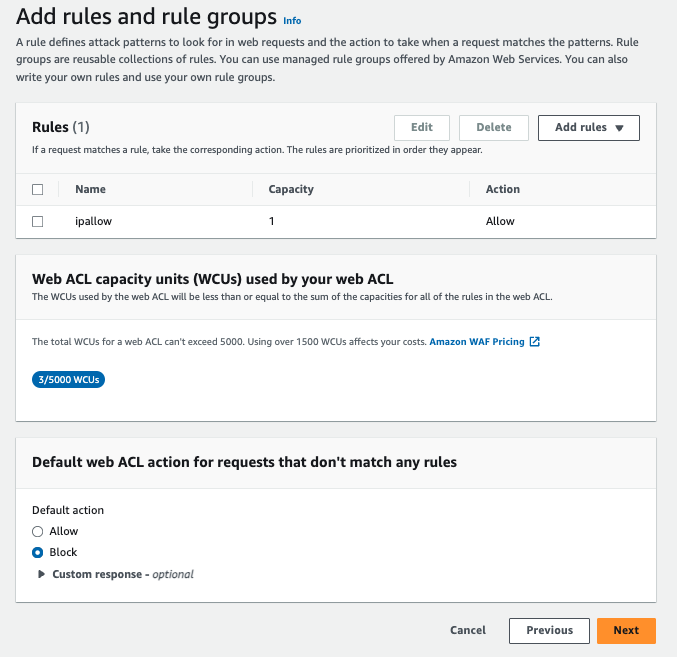 Add rules and rule groups Info
A rule defines attack patterns to look for in web requests and the action to take when a request matches the patterns. Rule
groups are reusable collections of rules. You can use managed rule groups offered by Amazon Web Services. You can also
write your own rules and use your own rule groups.
Rules (1)
Edit
Delete
Add rules
If a request matches a rule, take the corresponding action. The rules are prioritized in order they appear.
Name Capacity Action
ipallow 1 Allow
Web ACL capacity units (WCUs) used by your web ACL
The WCUs used by the web ACL will be less than or equal to the sum of the capacities for all of the rules in the web ACL.
The total WCUs for a web ACL can't exceed 5000. Using over 1500 WCUs affects your costs. Amazon WAF Pricing
3/5000 WCUs
Default web ACL action for requests that don't match any rules
Default action
Allow
Block
Custom response - optional
Cancel
Previous
Next